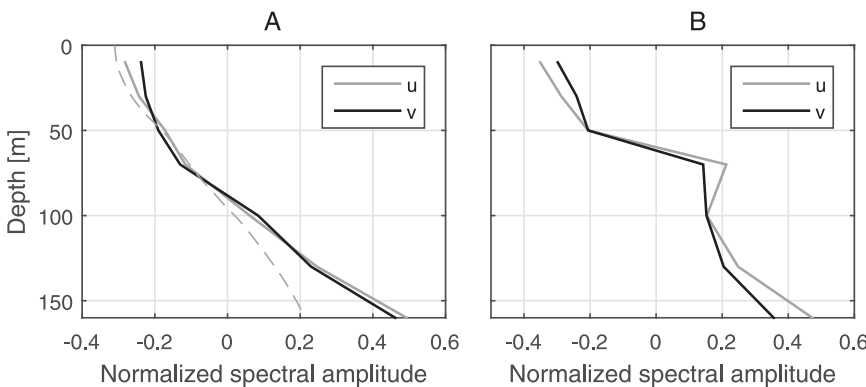 A
B
0
50
100
150
Depth [m]
u
v
u
v
-0.4 -0.2 0 0.2 0.4 0.6
-0.4 -0.2 0 0.2 0.4 0.6
Normalized spectral amplitude
Normalized spectral amplitude